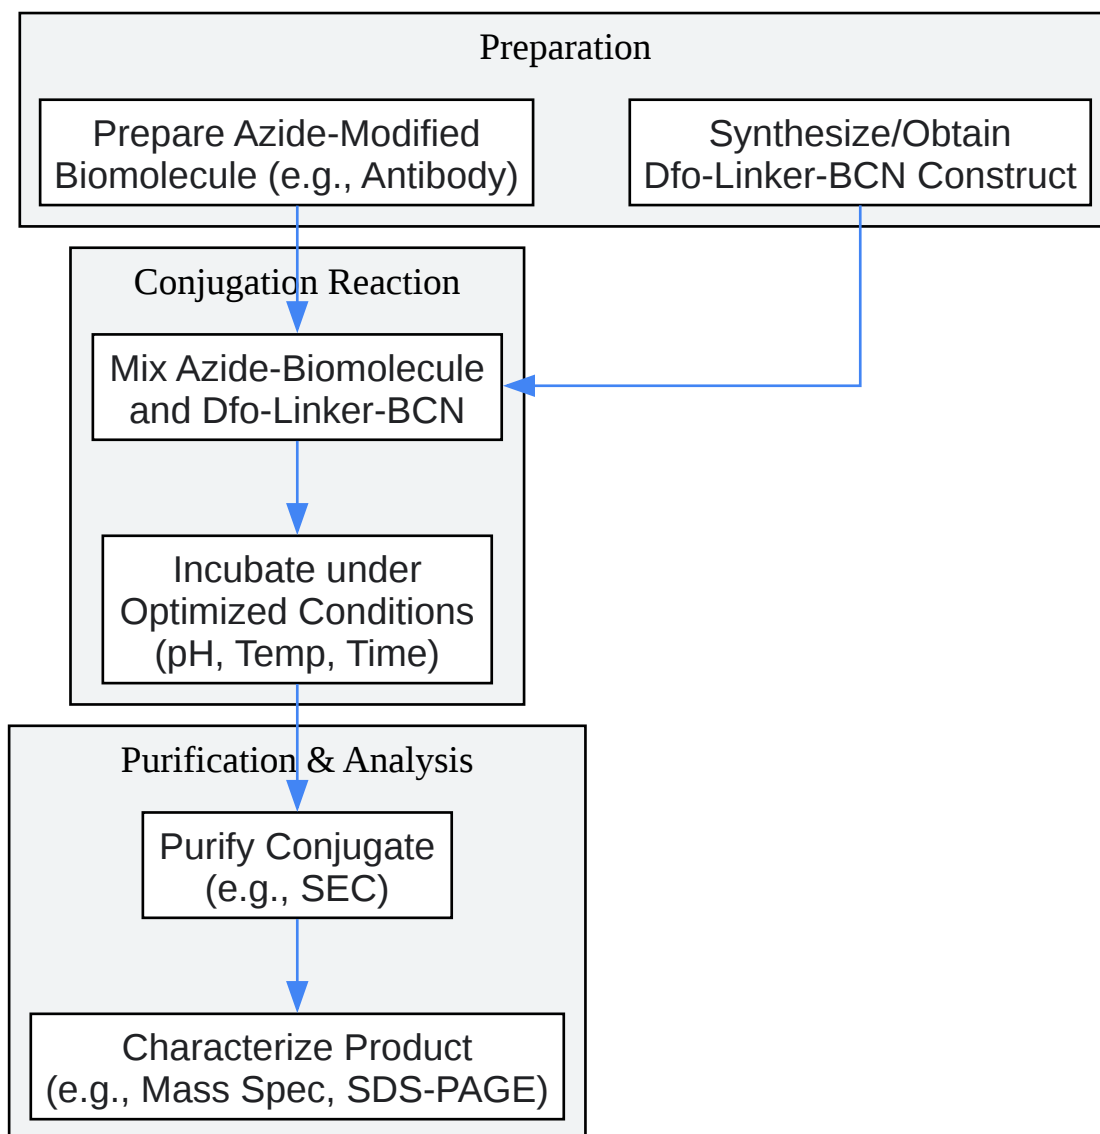 Preparation
Prepare Azide-Modified
Biomolecule (e.g., Antibody)
Synthesize/Obtain
Dfo-Linker-BCN Construct
Conjugation Reaction
Mix Azide-Biomolecule
and Dfo-Linker-BCN
Incubate under
Optimized Conditions
(pH, Temp, Time)
Purification & Analysis
Purify Conjugate
(e.g., SEC)
Characterize Product
(e.g., Mass Spec, SDS-PAGE)